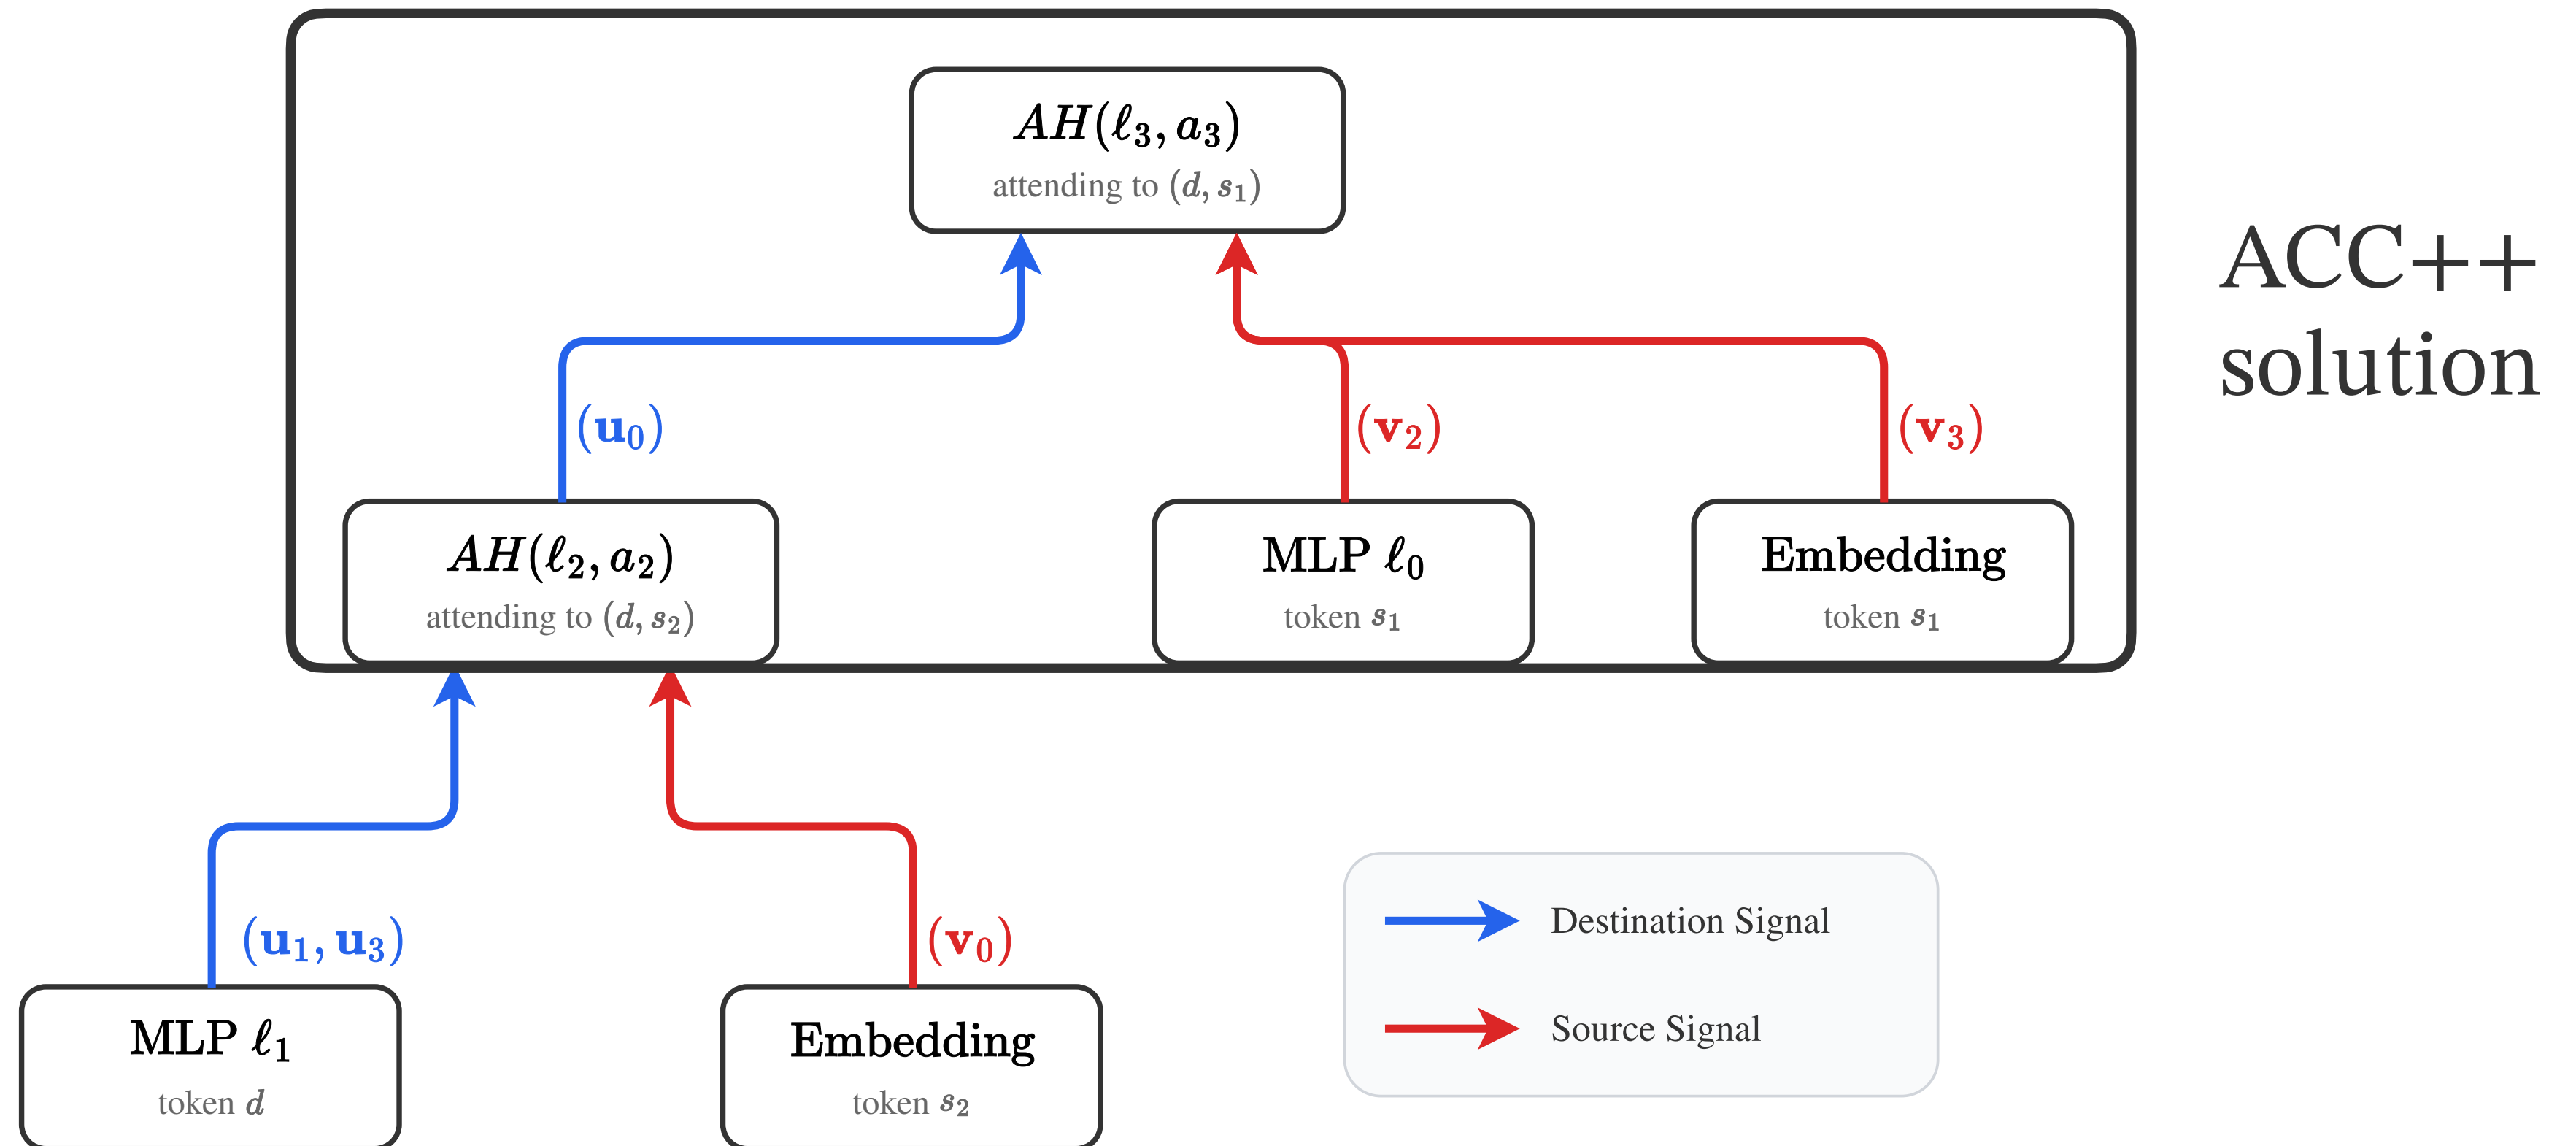 AH(ℓ₃, a₃)
attending to (d, s₁)
ACC++
solution
(u₀)
(v₂)
(v₃)
AH(ℓ₂, a₂)
attending to (d, s₂)
MLP ℓ₀
token s₁
Embedding
token s₁
(u₁, u₃)
(v₀)
MLP ℓ₁
token d
Embedding
token s₂
Destination Signal
Source Signal